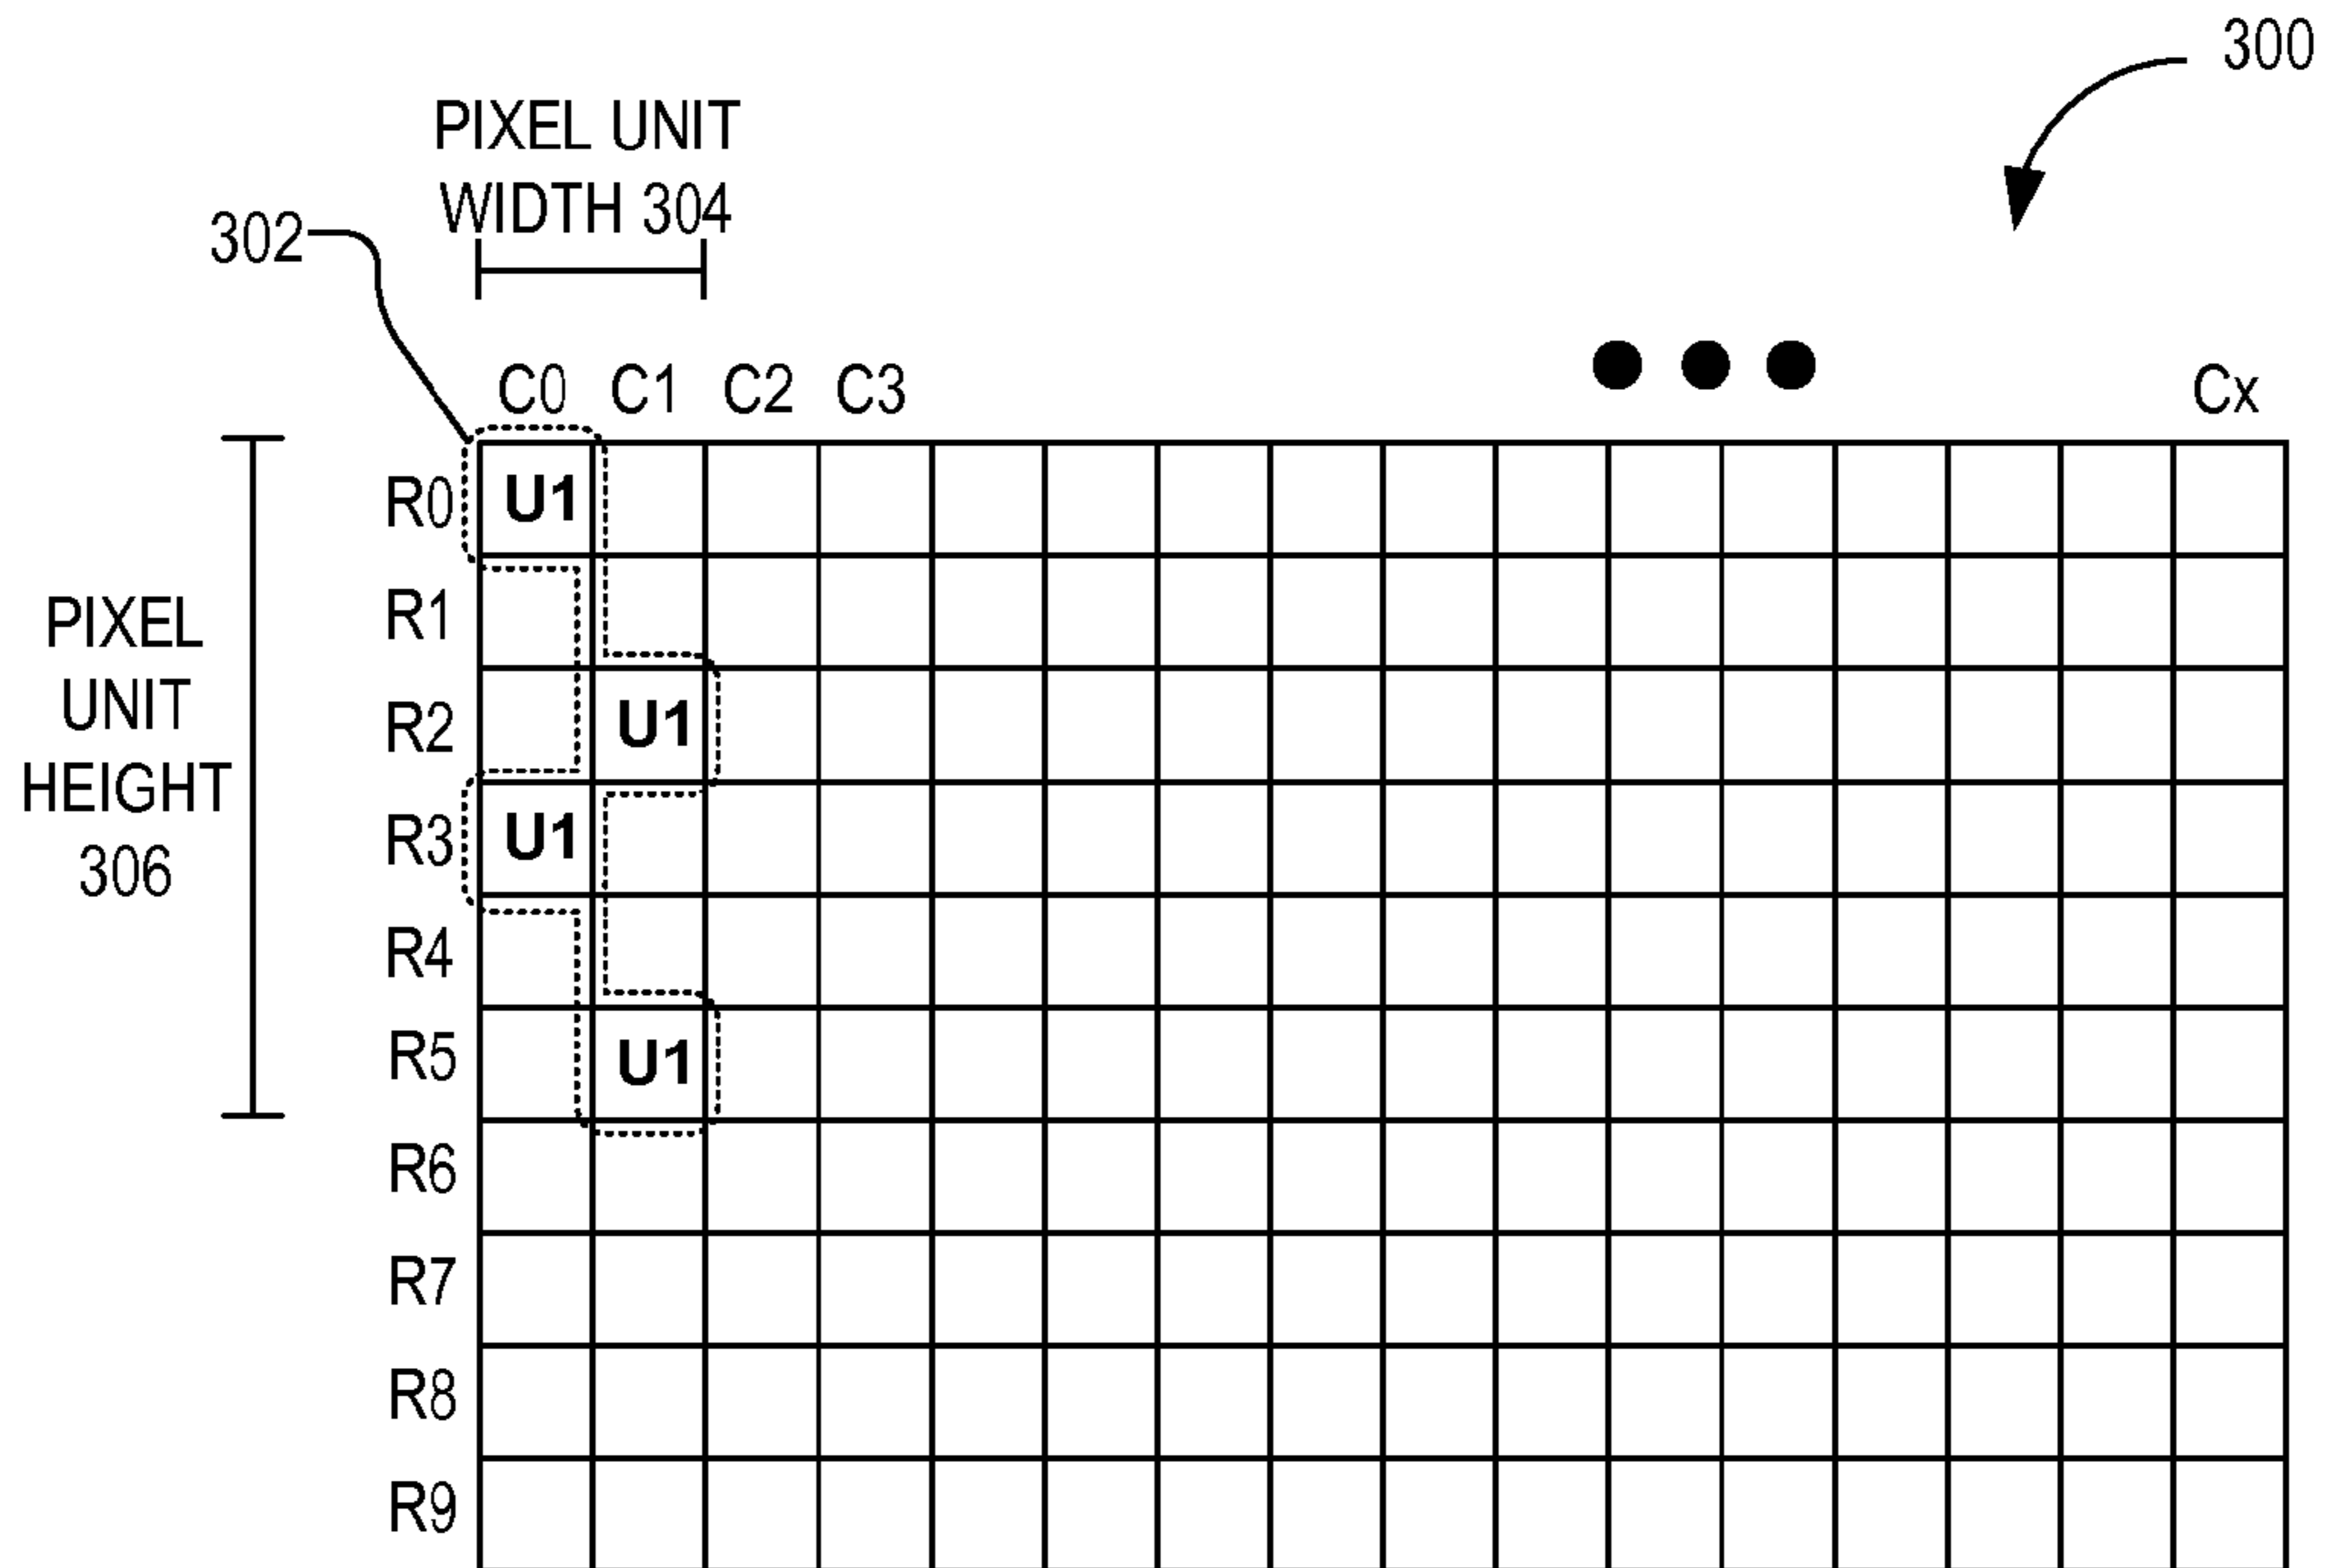 300
PIXEL UNIT
WIDTH 304
302
C0 C1 C2 C3 Cx
R0 U1
R1
R2 U1
R3 U1
R4
R5 U1
R6
R7
R8
R9
PIXEL
UNIT
HEIGHT
306